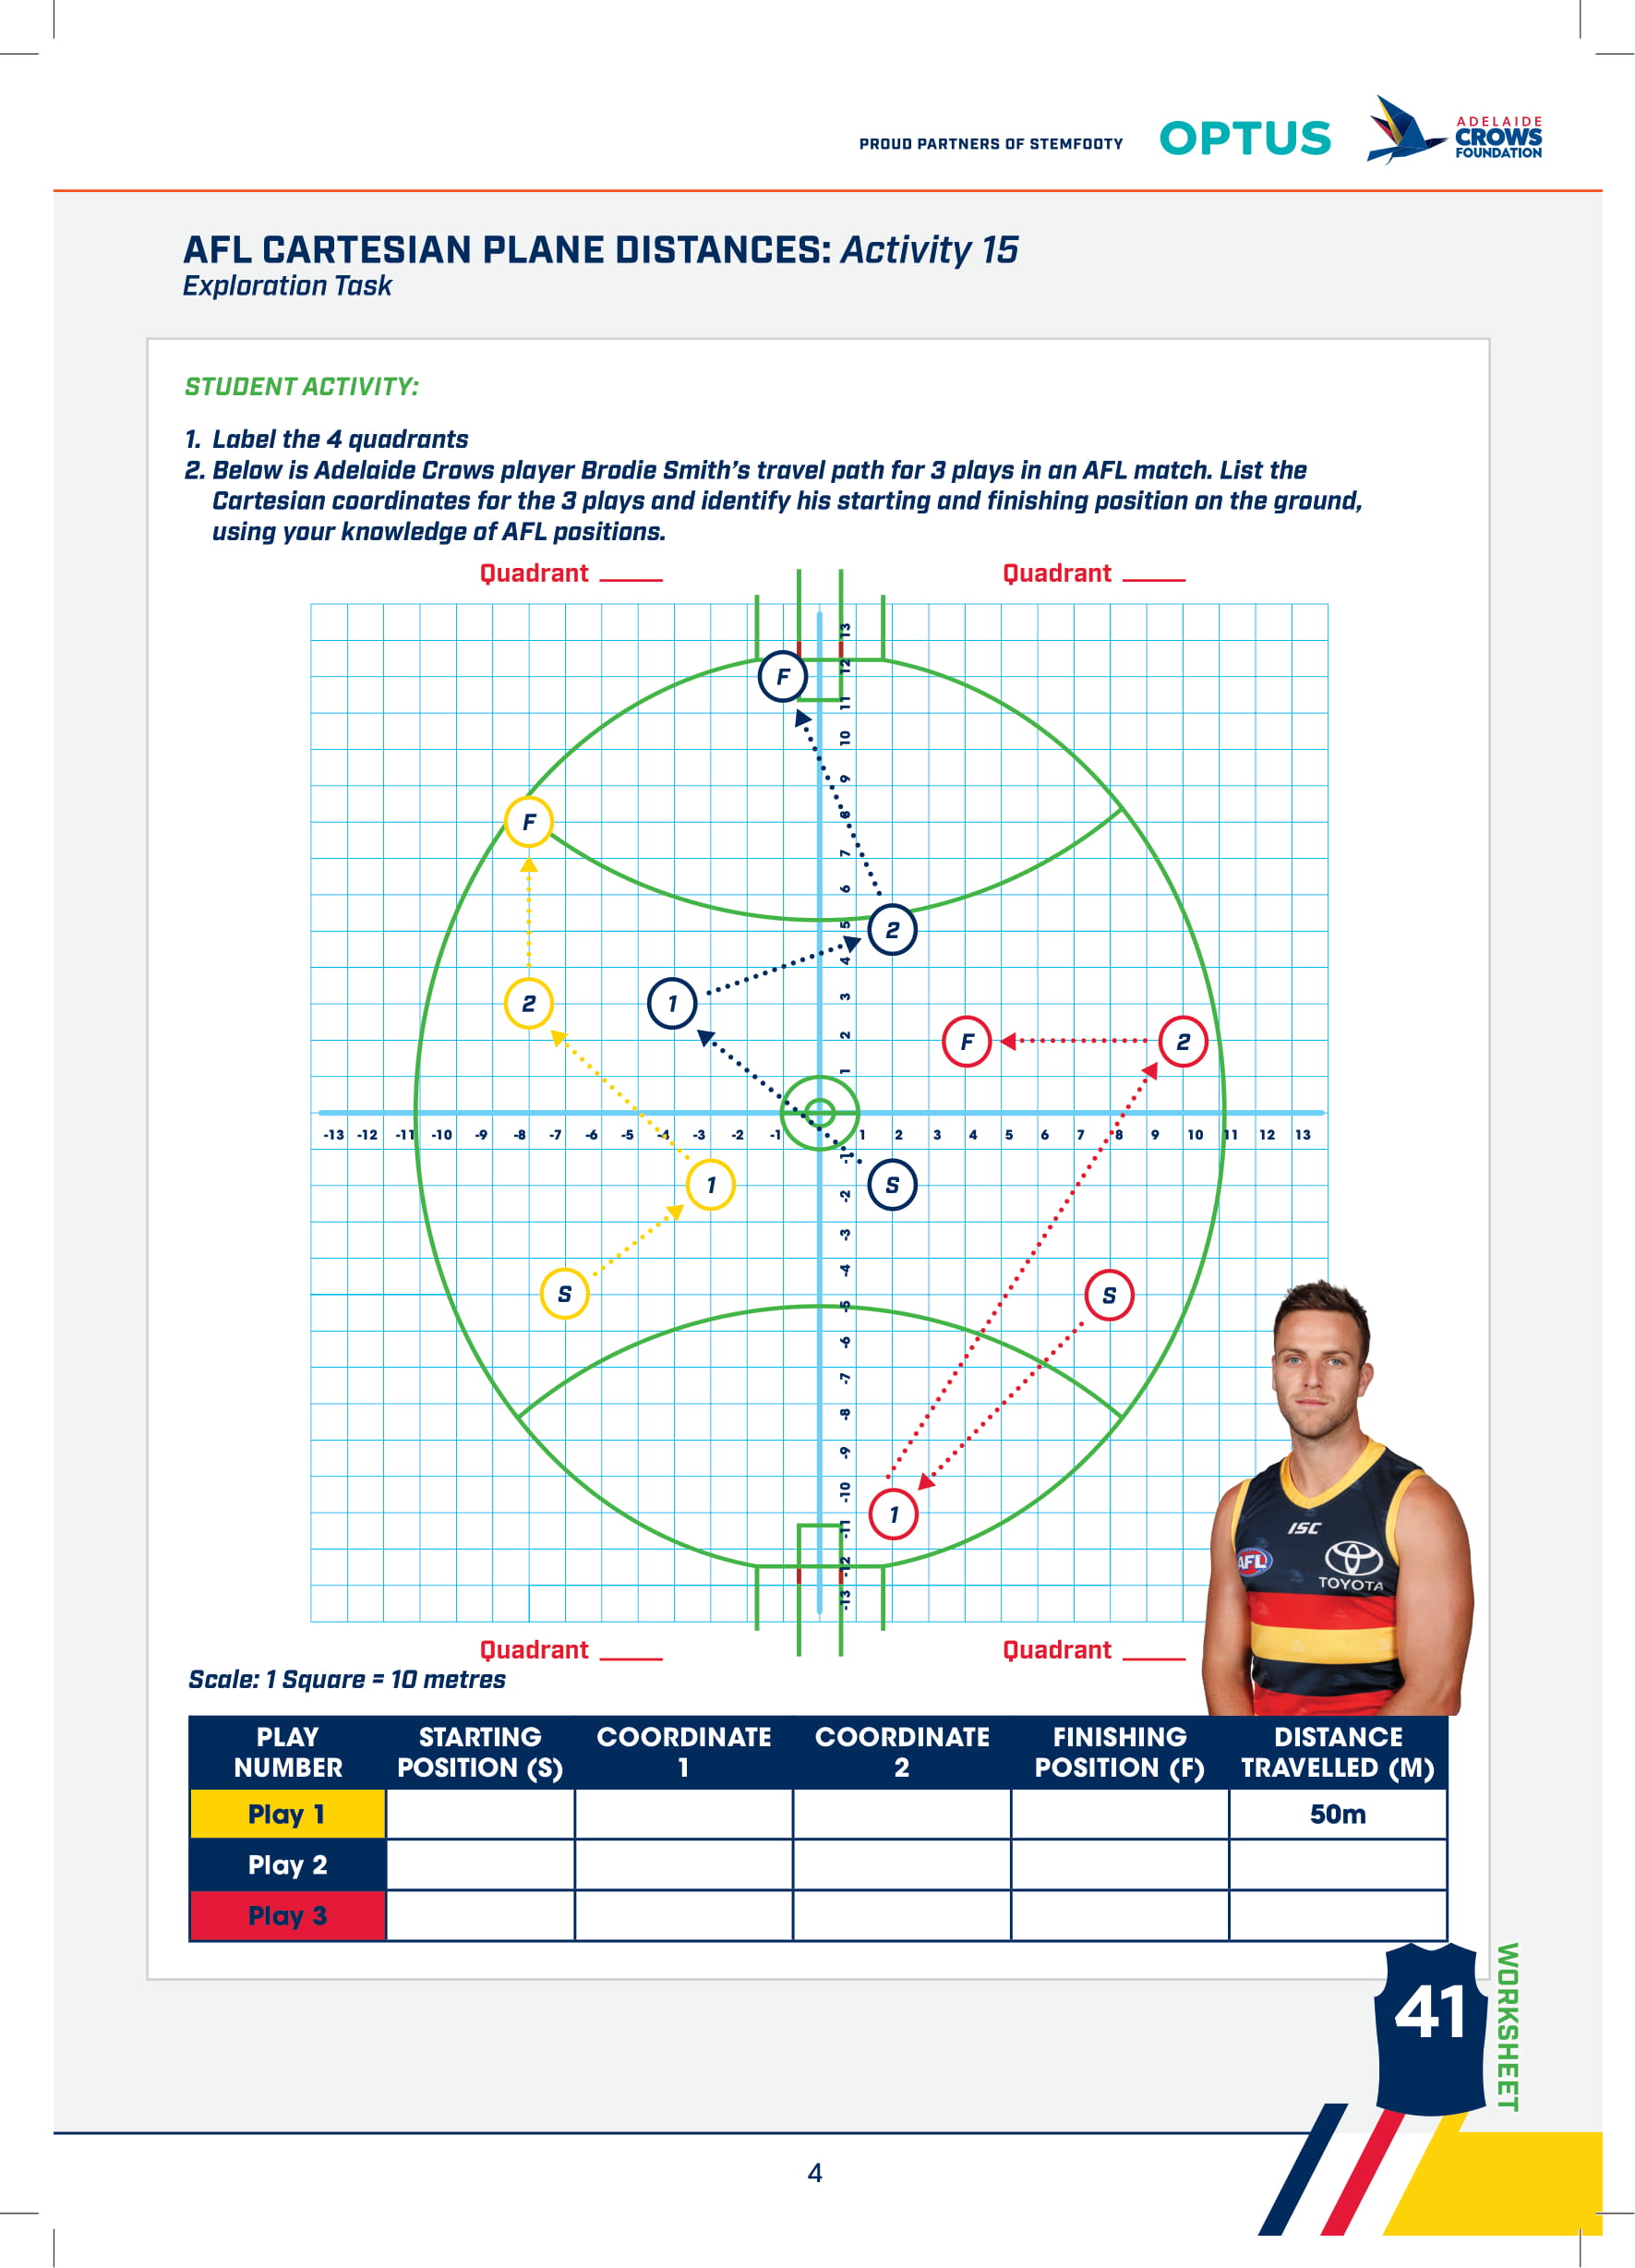 PROUD PARTNERS OF STEMFOOTY
OPTUS
ADELAIDE
CROWS
FOUNDATION
AFL CARTESIAN PLANE DISTANCES: Activity 15
Exploration Task
STUDENT ACTIVITY:
1. Label the 4 quadrants
2. Below is Adelaide Crows player Brodie Smith's travel path for 3 plays in an AFL match. List the
Cartesian coordinates for the 3 plays and identify his starting and finishing position on the ground,
using your knowledge of AFL positions.
Quadrant _____ Quadrant _____
13
12
F
11
10
9
8
F
7
6
5
2
4
2 1
3
F 2
2
1
-13 -12 -11 -10 -9 -8 -7 -6 -5 -4 -3 -2 -1 1 2 3 4 5 6 7 8 9 10 11 12 13
-1
1 S
-2
-3
-4
S S
-5
-6
-7
-8
-9
-10
1
-11
-12
-13
ISC
AFL
TOYOTA
Quadrant _____ Quadrant _____
Scale: 1 Square = 10 metres
PLAY NUMBER STARTING POSITION (S) COORDINATE 1 COORDINATE 2 FINISHING POSITION (F) DISTANCE TRAVELLED (M)
Play 1 50m
Play 2
Play 3
41
WORKSHEET
4